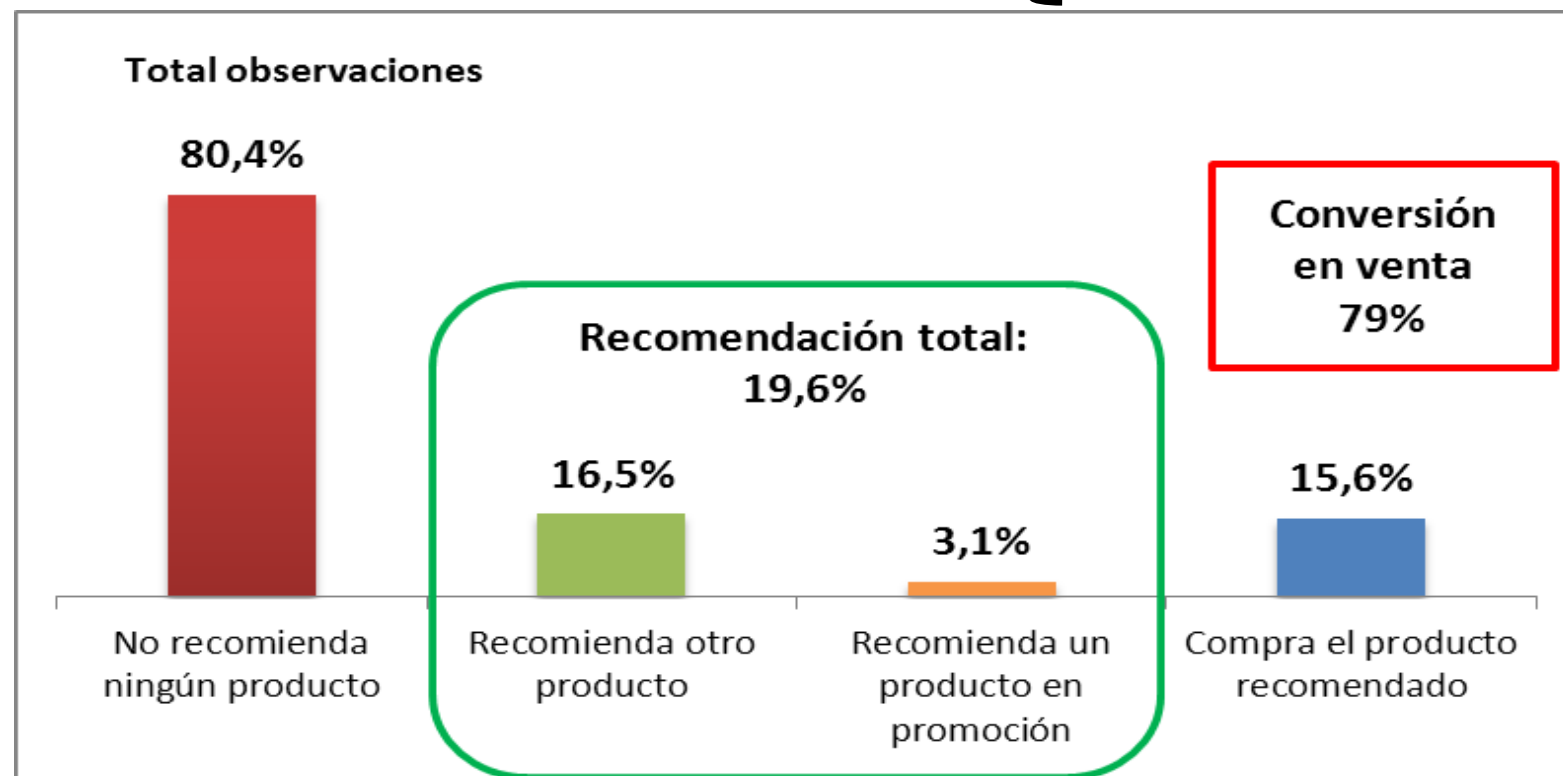 Total observaciones
80,4%
Conversión
en venta
79%
Recomendación total:
19,6%
16,5%
3,1%
15,6%
No recomienda
ningún producto
Recomienda otro
producto
Recomienda un
producto en
promoción
Compra el producto
recomendado